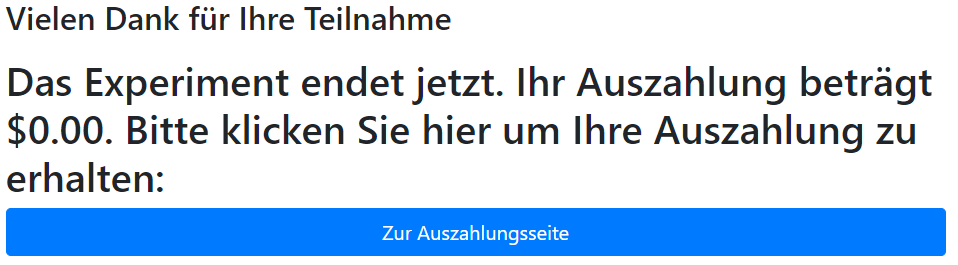 Vielen Dank für Ihre Teilnahme
Das Experiment endet jetzt. Ihr Auszahlung beträgt
$0.00. Bitte klicken Sie hier um Ihre Auszahlung zu
erhalten:
Zur Auszahlungsseite